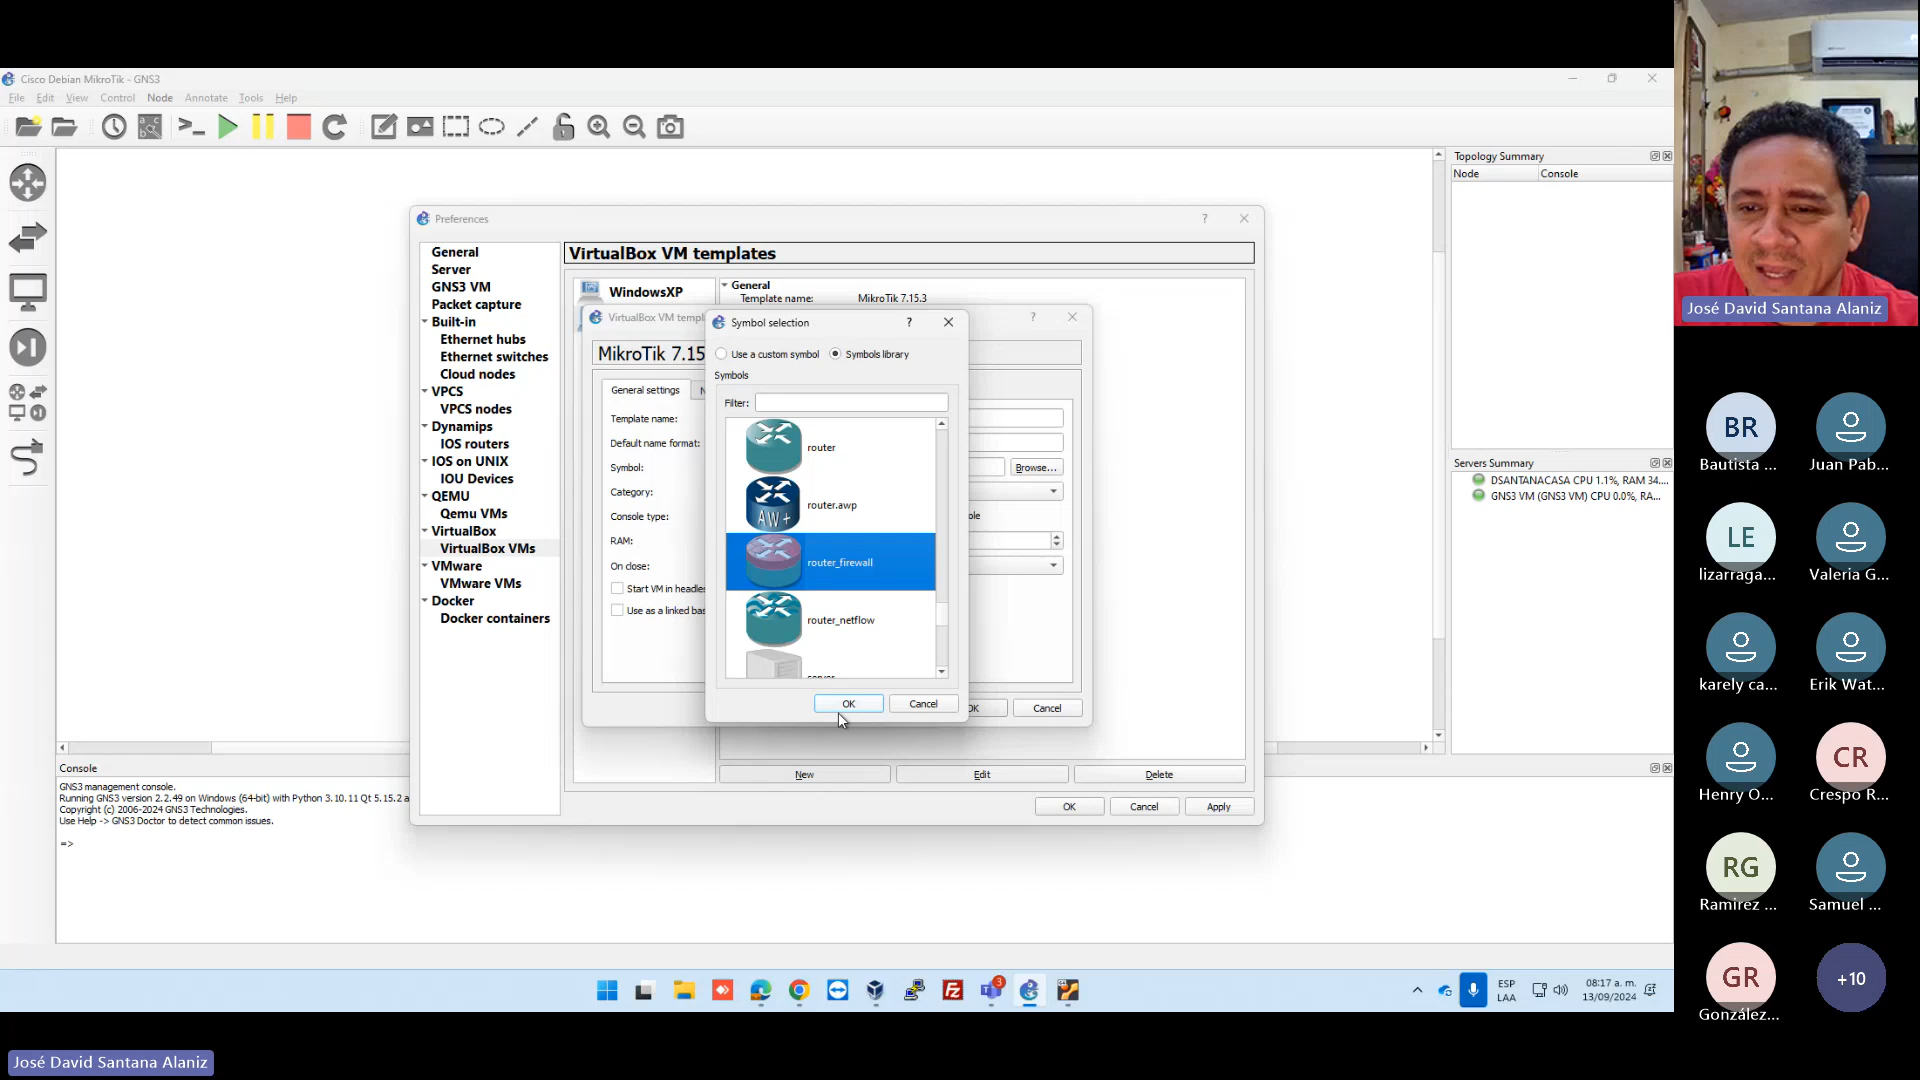 Cisco Debian MikroTik - GNS3
File Edit View Control Node Annotate Tools Help
Topology Summary
Node Console
Preferences
General
Server
GNS3 VM
Packet capture
Built-in
Ethernet hubs
Ethernet switches
Cloud nodes
VPCS
VPCS nodes
Dynamips
IOS routers
IOS on UNIX
IOU Devices
QEMU
Qemu VMs
VirtualBox
VirtualBox VMs
VMware
VMware VMs
Docker
Docker containers
VirtualBox VM templates
WindowsXP
General
Template name: MikroTik 7.15.3
VirtualBox VM templ
MikroTik 7.15
General settings
Template name:
Default name format:
Symbol:
Browse...
Category:
Console type:
RAM:
On close:
Start VM in headles
Use as a linked bas
OK
Cancel
Symbol selection
Use a custom symbol
Symbols library
Symbols
Filter:
router
AW+
router.awp
router_firewall
router_netflow
server
OK
Cancel
New
Edit
Delete
OK
Cancel
Apply
Servers Summary
DSANTANACASA CPU 1.1%, RAM 34....
GNS3 VM (GNS3 VM) CPU 0.0%, RA...
Console
GNS3 management console.
Running GNS3 version 2.2.49 on Windows (64-bit) with Python 3.10.11 Qt 5.15.2 a
Copyright (c) 2006-2024 GNS3 Technologies.
Use Help -> GNS3 Doctor to detect common issues.
=>
3
ESP
LAA
08:17 a. m.
13/09/2024
José David Santana Alaniz
BR
Bautista ...
Juan Pab...
LE
lizarraga...
Valeria G...
karely ca...
Erik Wat...
Henry O...
CR
Crespo R...
RG
Ramírez ...
Samuel ...
GR
González...
+10
José David Santana Alaniz